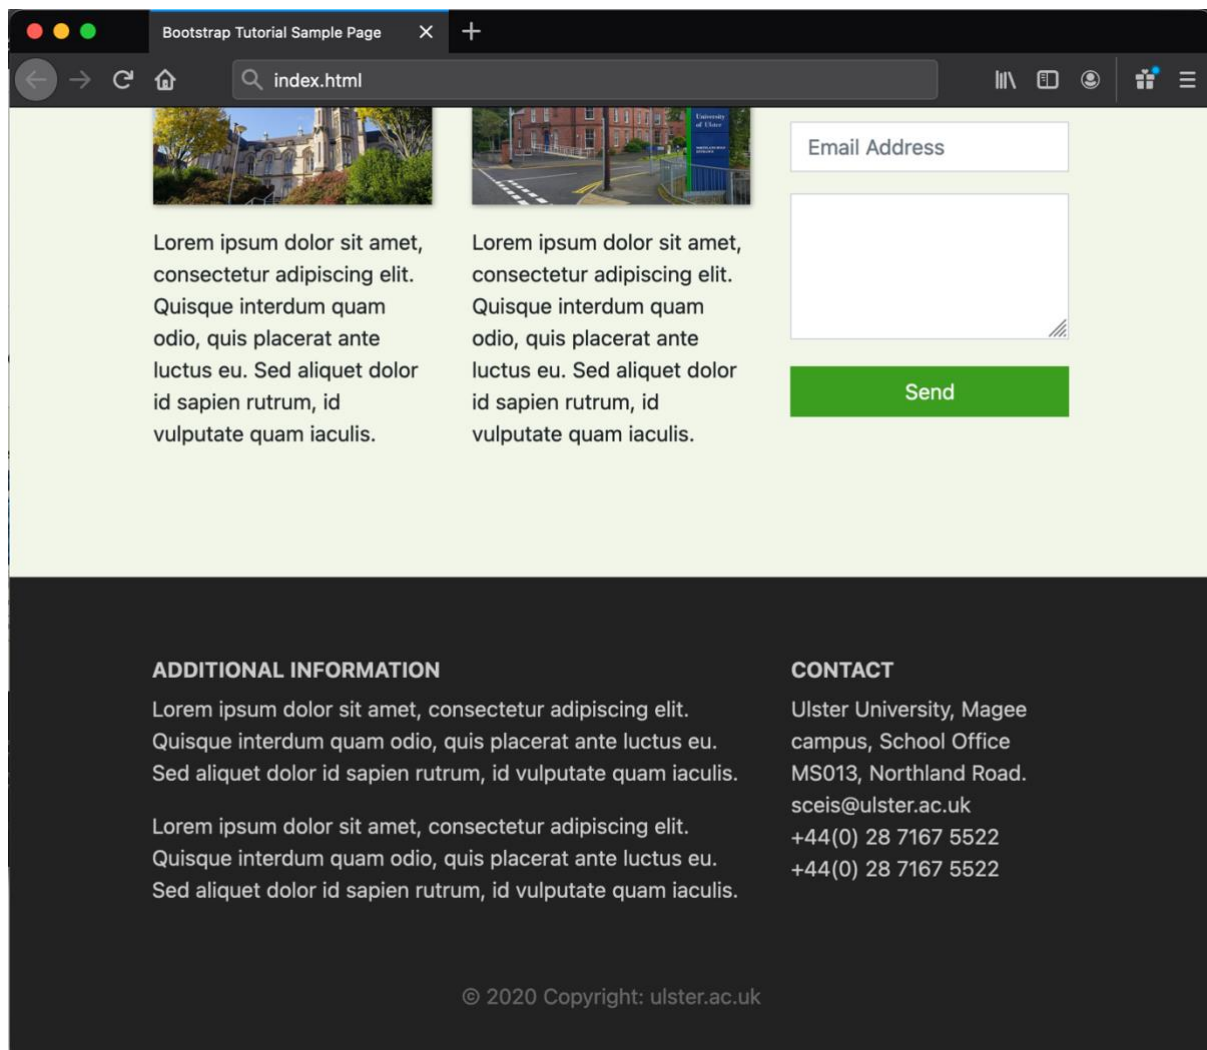 Bootstrap Tutorial Sample Page
index.html
University
of Ulster
Lorem ipsum dolor sit amet,
consectetur adipiscing elit.
Quisque interdum quam
odio, quis placerat ante
luctus eu. Sed aliquet dolor
id sapien rutrum, id
vulputate quam iaculis.
Lorem ipsum dolor sit amet,
consectetur adipiscing elit.
Quisque interdum quam
odio, quis placerat ante
luctus eu. Sed aliquet dolor
id sapien rutrum, id
vulputate quam iaculis.
Email Address
Send
ADDITIONAL INFORMATION
Lorem ipsum dolor sit amet, consectetur adipiscing elit.
Quisque interdum quam odio, quis placerat ante luctus eu.
Sed aliquet dolor id sapien rutrum, id vulputate quam iaculis.
Lorem ipsum dolor sit amet, consectetur adipiscing elit.
Quisque interdum quam odio, quis placerat ante luctus eu.
Sed aliquet dolor id sapien rutrum, id vulputate quam iaculis.
CONTACT
Ulster University, Magee
campus, School Office
MS013, Northland Road.
sceis@ulster.ac.uk
+44(0) 28 7167 5522
+44(0) 28 7167 5522
© 2020 Copyright: ulster.ac.uk